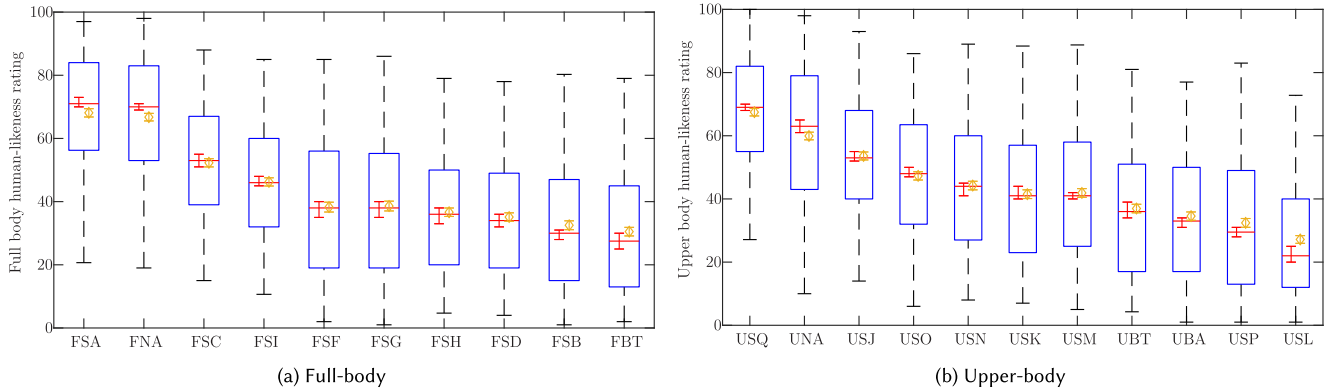 Full body human-likeness rating
100
80
60
40
20
0
FSA FNA FSC FSI FSF FSG FSH FSD FSB FBT
(a) Full-body
Upper body human-likeness rating
100
80
60
40
20
0
USQ UNA USJ USO USN USK USM UBT UBA USP USL
(b) Upper-body